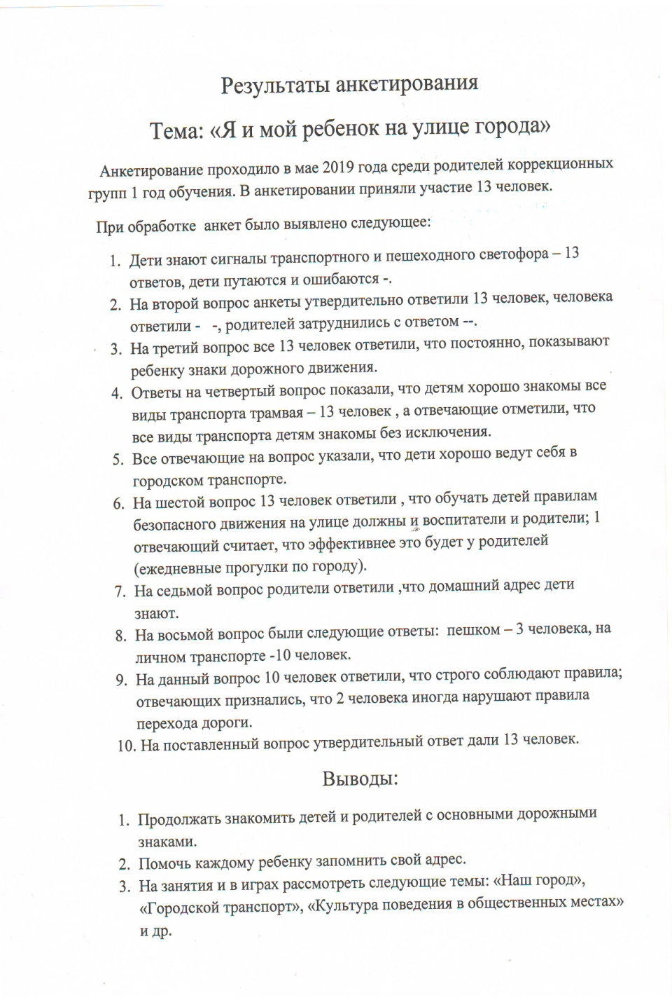 Результаты анкетирования
Тема: «Я и мой ребенок на улице города»
Анкетирование проходило в мае 2019 года среди родителей коррекционных
групп 1 год обучения. В анкетировании приняли участие 13 человек.
При обработке анкет было выявлено следующее:
1. Дети знают сигналы транспортного и пешеходного светофора – 13
ответов, дети путаются и ошибаются -.
2. На второй вопрос анкеты утвердительно ответили 13 человек, человека
ответили - -, родителей затруднились с ответом --.
3. На третий вопрос все 13 человек ответили, что постоянно, показывают
ребенку знаки дорожного движения.
4. Ответы на четвертый вопрос показали, что детям хорошо знакомы все
виды транспорта трамвая – 13 человек , а отвечающие отметили, что
все виды транспорта детям знакомы без исключения.
5. Все отвечающие на вопрос указали, что дети хорошо ведут себя в
городском транспорте.
6. На шестой вопрос 13 человек ответили , что обучать детей правилам
безопасного движения на улице должны и воспитатели и родители; 1
отвечающий считает, что эффективнее это будет у родителей
(ежедневные прогулки по городу).
7. На седьмой вопрос родители ответили ,что домашний адрес дети
знают.
8. На восьмой вопрос были следующие ответы: пешком – 3 человека, на
личном транспорте -10 человек.
9. На данный вопрос 10 человек ответили, что строго соблюдают правила;
отвечающих признались, что 2 человека иногда нарушают правила
перехода дороги.
10. На поставленный вопрос утвердительный ответ дали 13 человек.
Выводы:
1. Продолжать знакомить детей и родителей с основными дорожными
знаками.
2. Помочь каждому ребенку запомнить свой адрес.
3. На занятия и в играх рассмотреть следующие темы: «Наш город»,
«Городской транспорт», «Культура поведения в общественных местах»
и др.